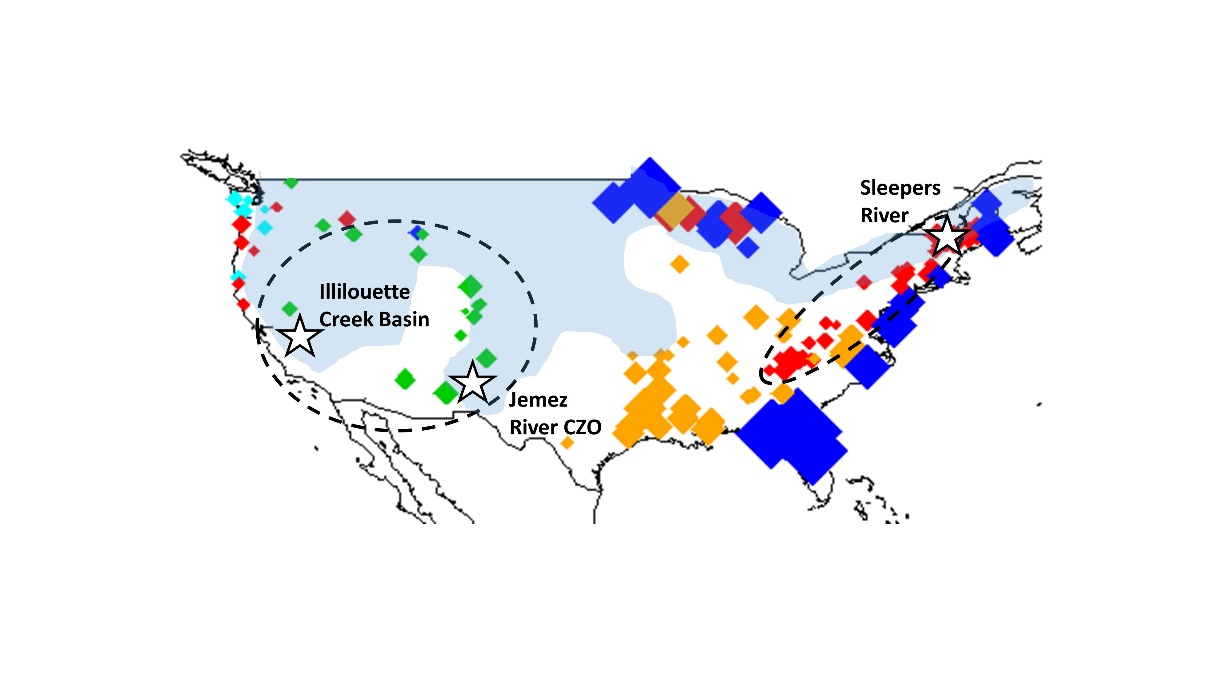 Sleepers
River
Illilouette
Creek Basin
Jemez
River CZO